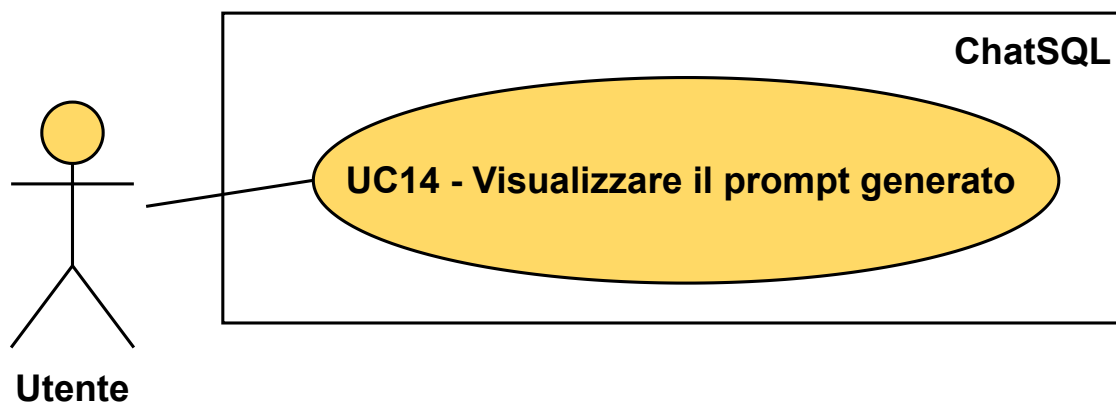 ChatSQL
UC14 - Visualizzare il prompt generato
Utente